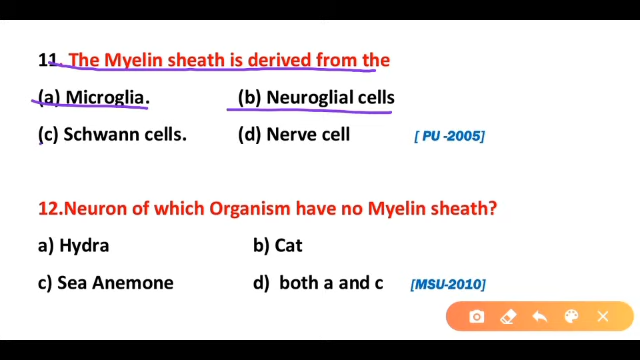 11. The Myelin sheath is derived from the
(a) Microglia. (b) Neuroglial cells
(c) Schwann cells. (d) Nerve cell [ PU -2005]
12.Neuron of which Organism have no Myelin sheath?
a) Hydra b) Cat
c) Sea Anemone d) both a and c [MSU-2010]